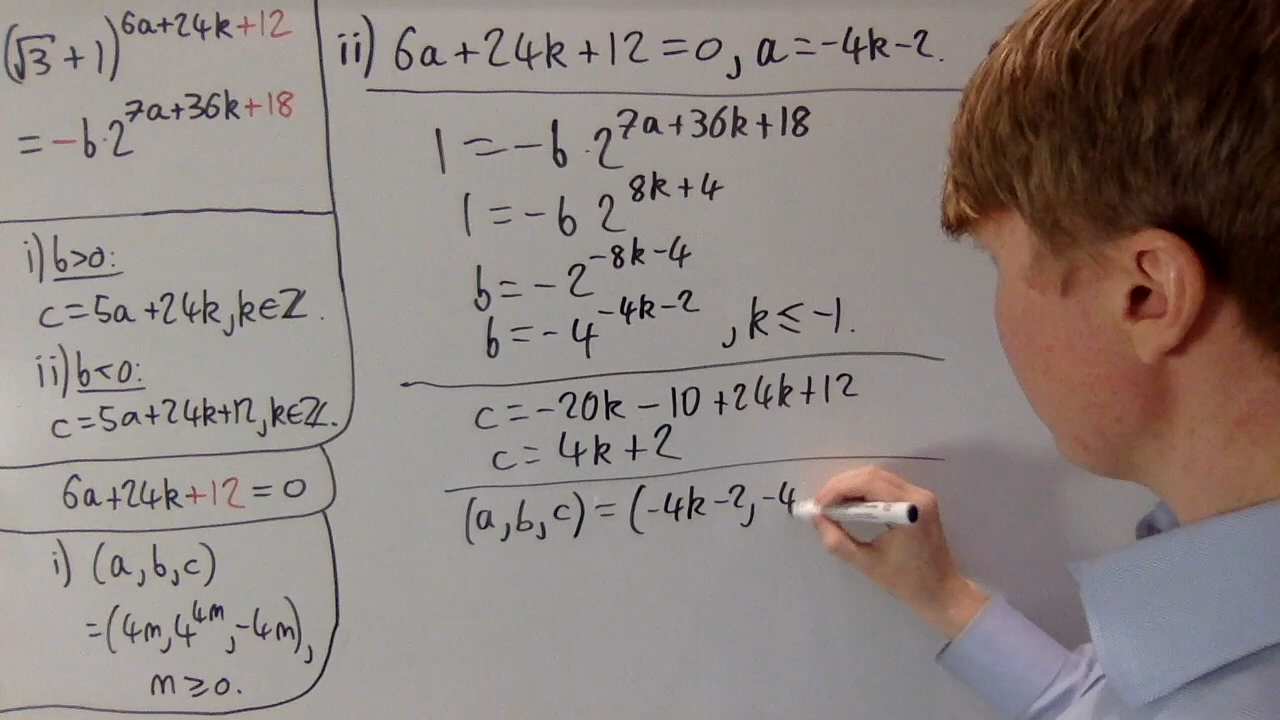 (√3 + 1)^{6a+24k+12}
= -b·2^{7a+36k+18}
i) b>0:
c = 5a + 24k, k∈ℤ.
ii) b<0:
c = 5a+24k+12, k∈ℤ.
6a+24k+12 = 0
i) (a, b, c)
= (4m, 4^{4m}, -4m),
m ≥ 0.
ii) 6a + 24k + 12 = 0, a = -4k-2.
1 = -b·2^{7a+36k+18}
1 = -b 2^{8k+4}
b = -2^{-8k-4}
b = -4^{-4k-2}, k ≤ -1.
c = -20k - 10 + 24k + 12
c = 4k + 2
(a, b, c) = (-4k-2, -4